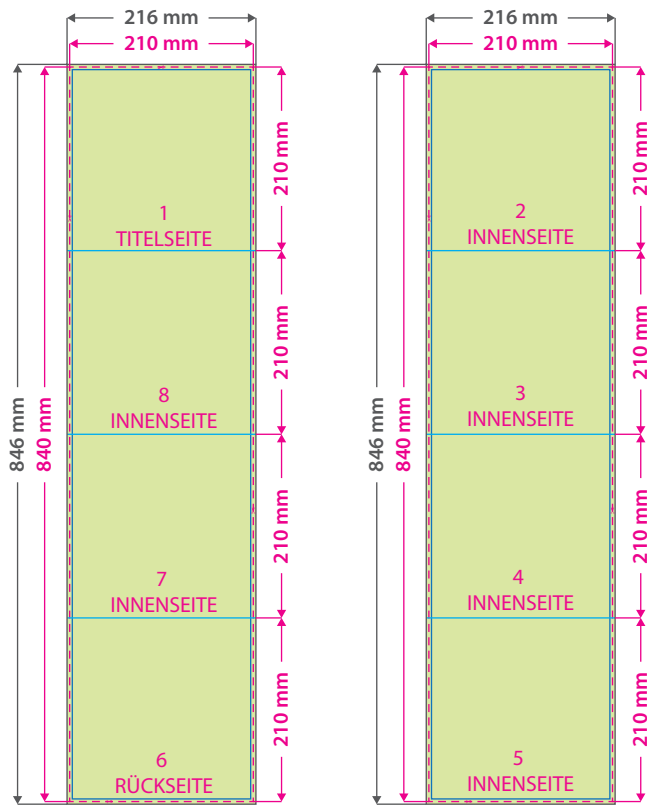 216 mm
210 mm
846 mm
840 mm
210 mm
210 mm
210 mm
210 mm
1
TITELSEITE
8
INNENSEITE
7
INNENSEITE
6
RÜCKSEITE
216 mm
210 mm
846 mm
840 mm
210 mm
210 mm
210 mm
210 mm
2
INNENSEITE
3
INNENSEITE
4
INNENSEITE
5
INNENSEITE